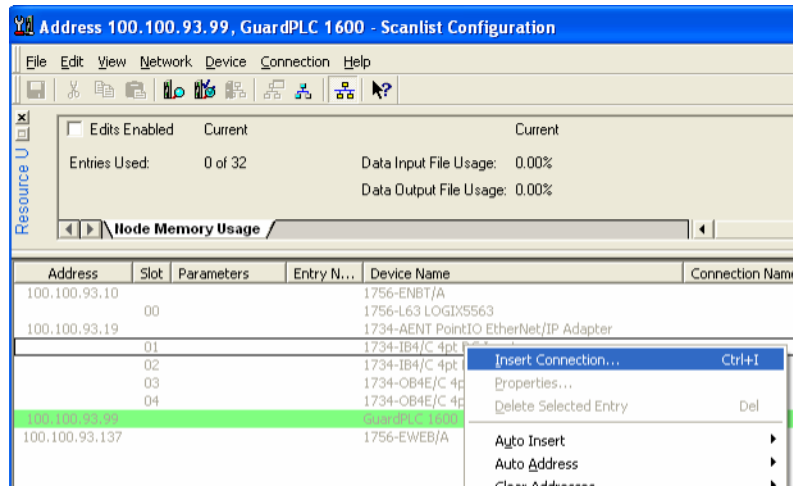 Address 100.100.93.99, GuardPLC 1600 - Scanlist Configuration
File Edit View Network Device Connection Help
Edits Enabled Current Current
Entries Used: 0 of 32 Data Input File Usage: 0.00%
Data Output File Usage: 0.00%
Resource U
Node Memory Usage
Address Slot Parameters Entry N... Device Name Connection Name
100.100.93.10 1756-ENBT/A
00 1756-L63 LOGIX5563
100.100.93.19 1734-AENT PointIO EtherNet/IP Adapter
01 1734-IB4/C 4pt
02 1734-IB4/C 4pt
03 1734-OB4E/C 4p
04 1734-OB4E/C 4p
100.100.93.99 GuardPLC 1600
100.100.93.137 1756-EWEB/A
Insert Connection... Ctrl+I
Properties...
Delete Selected Entry Del
Auto Insert
Auto Address
Clear Addresses